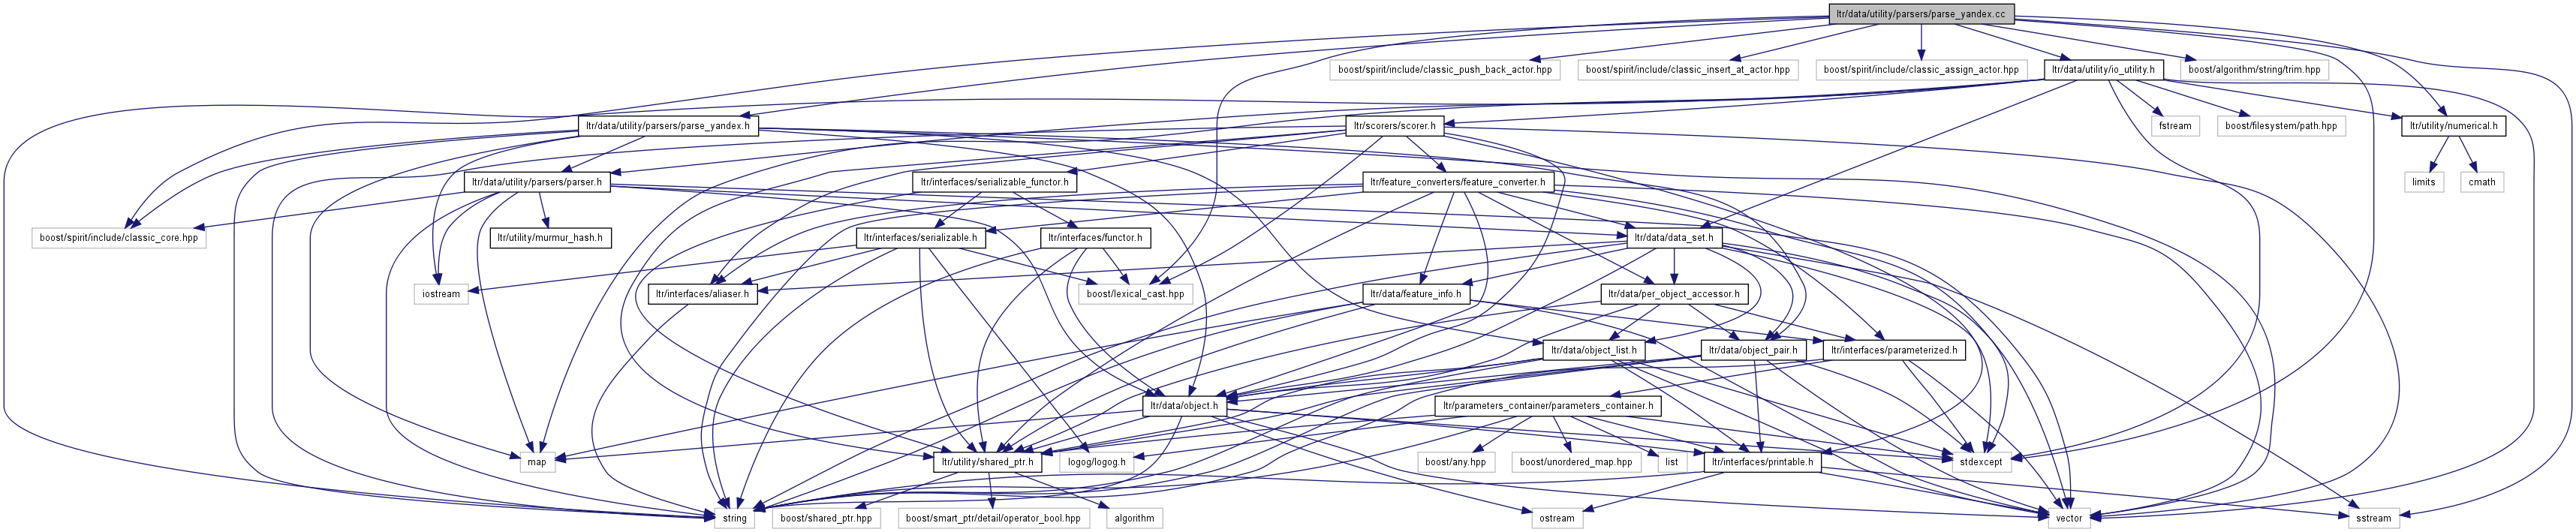 ltr/data/utility/parsers/parse_yandex.cc
boost/spirit/include/classic_push_back_actor.hpp
boost/spirit/include/classic_insert_at_actor.hpp
boost/spirit/include/classic_assign_actor.hpp
ltr/data/utility/io_utility.h
boost/algorithm/string/trim.hpp
ltr/data/utility/parsers/parse_yandex.h
ltr/scorers/scorer.h
fstream
boost/filesystem/path.hpp
ltr/utility/numerical.h
ltr/data/utility/parsers/parser.h
ltr/interfaces/serializable_functor.h
ltr/feature_converters/feature_converter.h
limits
cmath
boost/spirit/include/classic_core.hpp
ltr/utility/murmur_hash.h
ltr/interfaces/serializable.h
ltr/interfaces/functor.h
ltr/data/data_set.h
iostream
ltr/interfaces/aliaser.h
boost/lexical_cast.hpp
ltr/data/feature_info.h
ltr/data/per_object_accessor.h
ltr/data/object_list.h
ltr/data/object_pair.h
ltr/interfaces/parameterized.h
ltr/data/object.h
ltr/parameters_container/parameters_container.h
map
ltr/utility/shared_ptr.h
logog/logog.h
boost/any.hpp
boost/unordered_map.hpp
list
ltr/interfaces/printable.h
stdexcept
string
boost/shared_ptr.hpp
boost/smart_ptr/detail/operator_bool.hpp
algorithm
ostream
vector
sstream